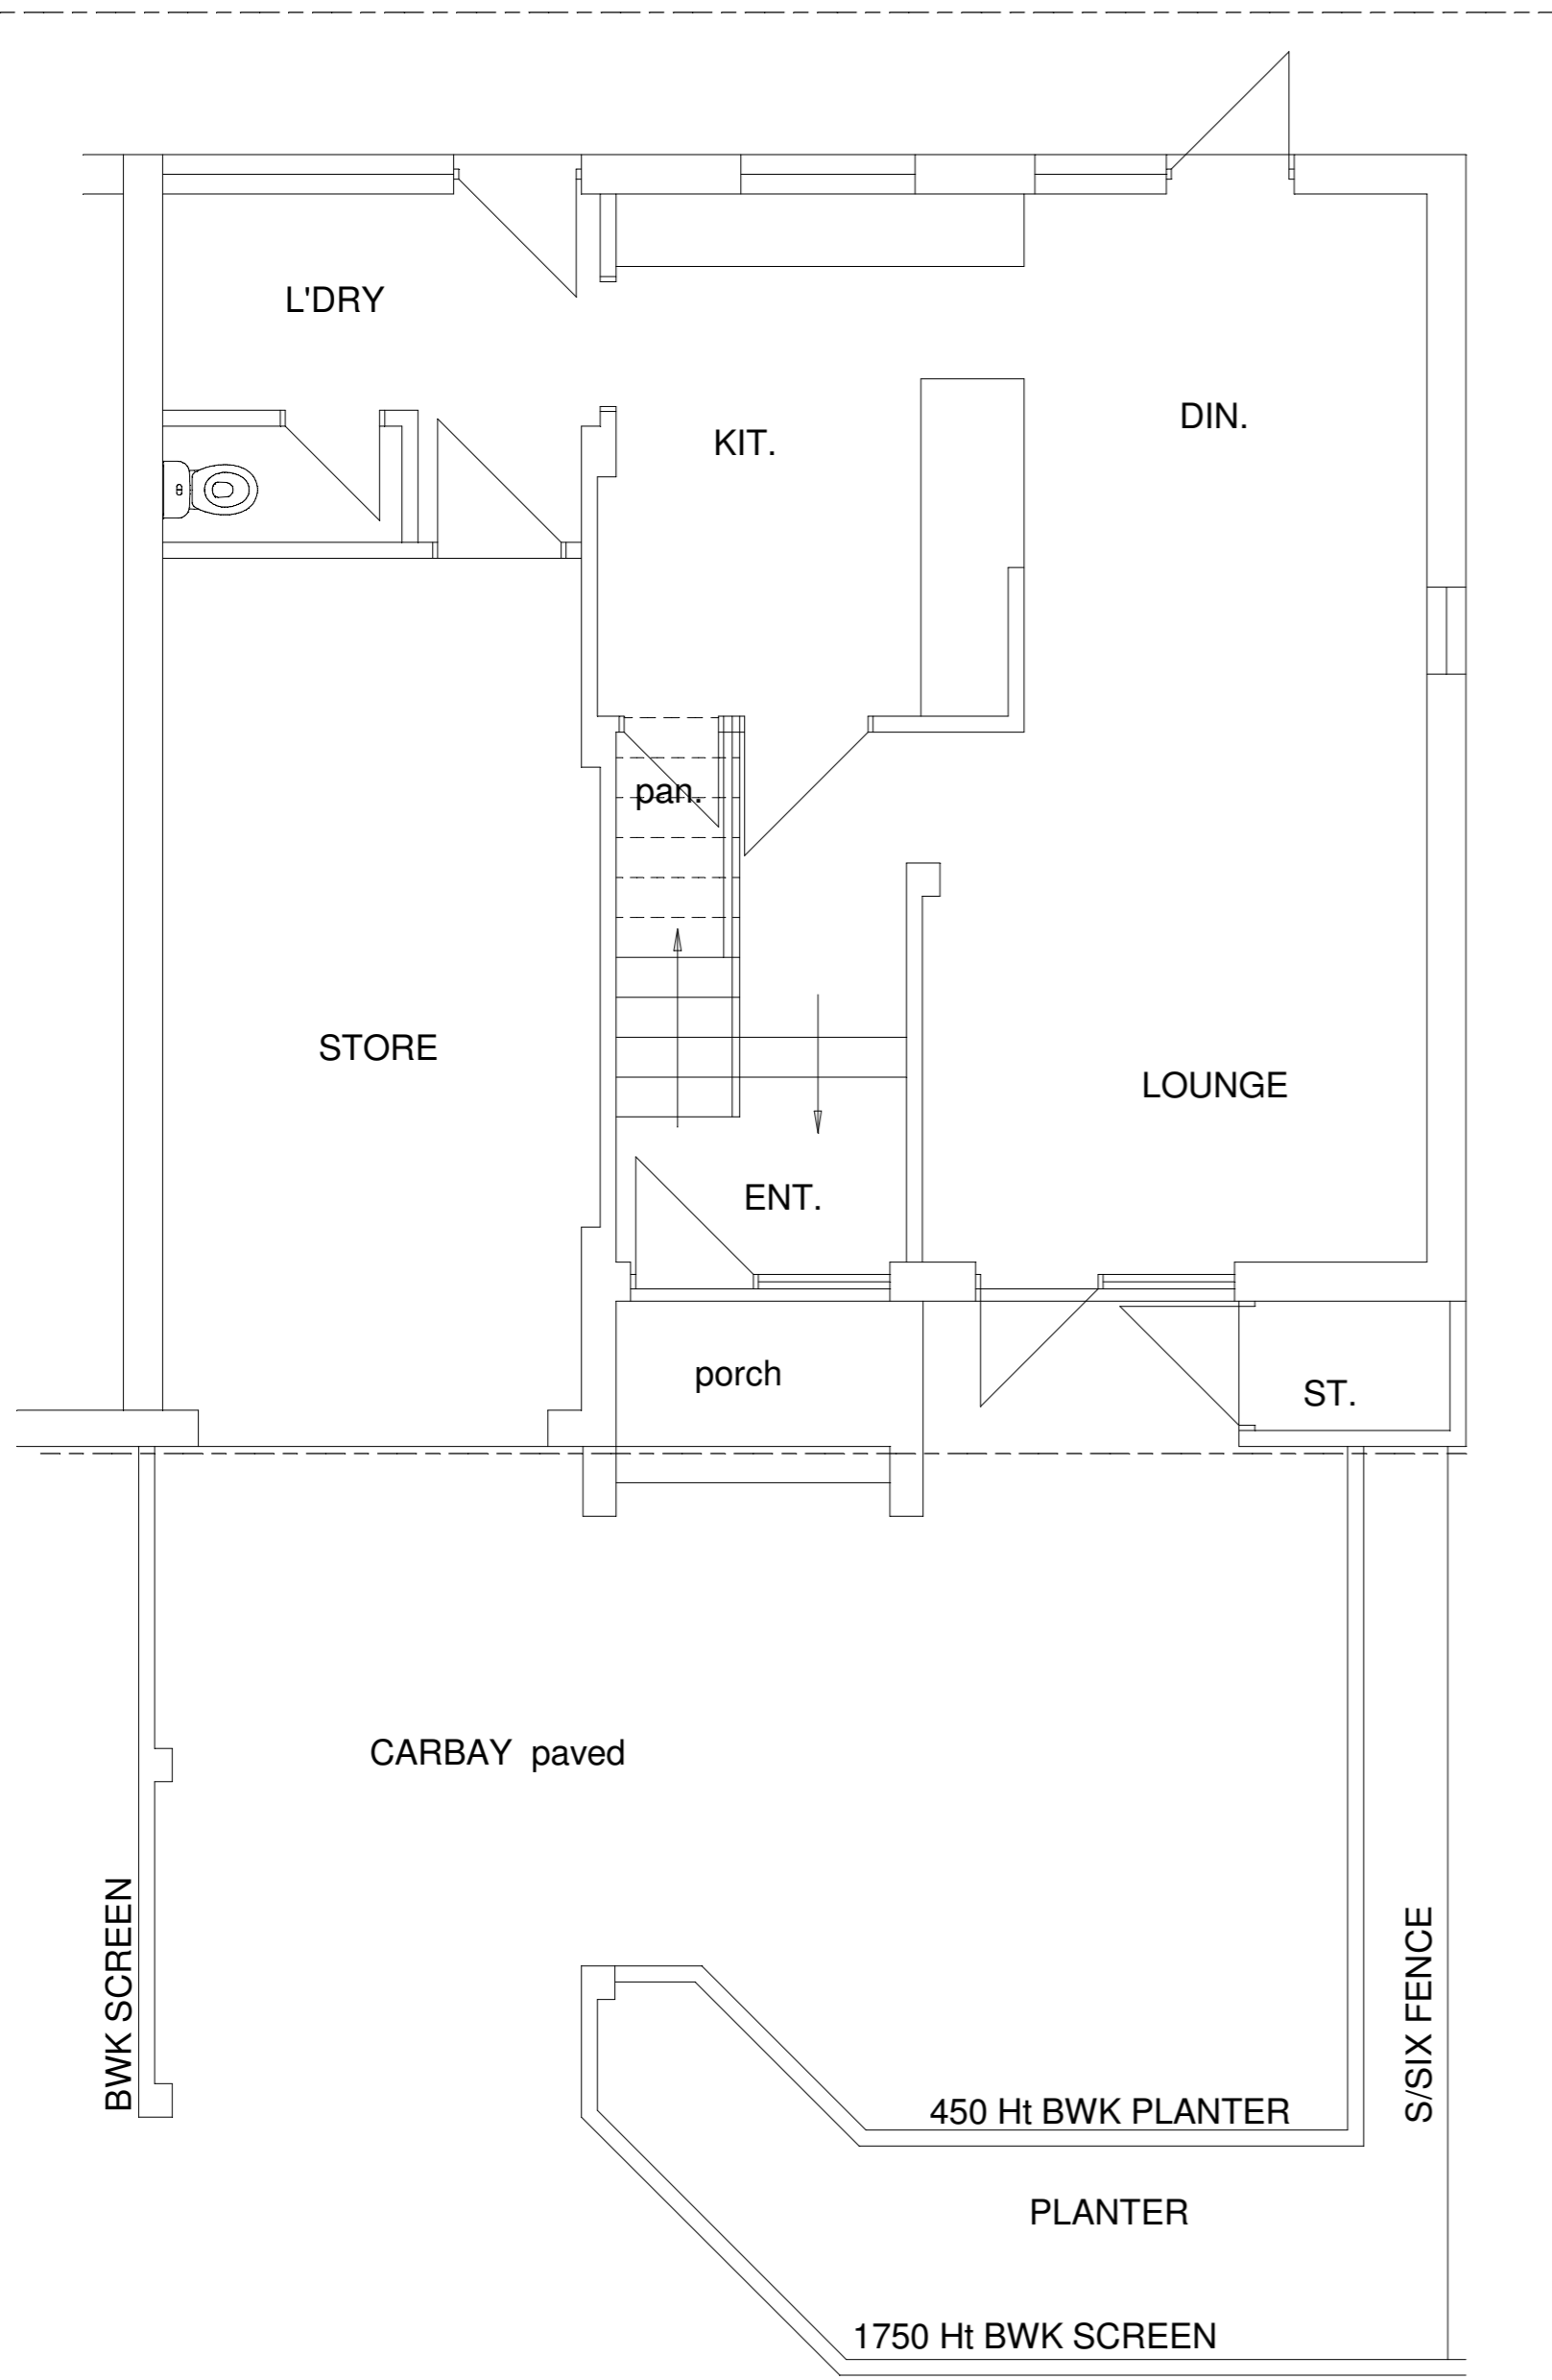 L'DRY
KIT.
DIN.
pan.
STORE
LOUNGE
ENT.
porch
ST.
CARBAY paved
BWK SCREEN
S/SIX FENCE
450 Ht BWK PLANTER
PLANTER
1750 Ht BWK SCREEN